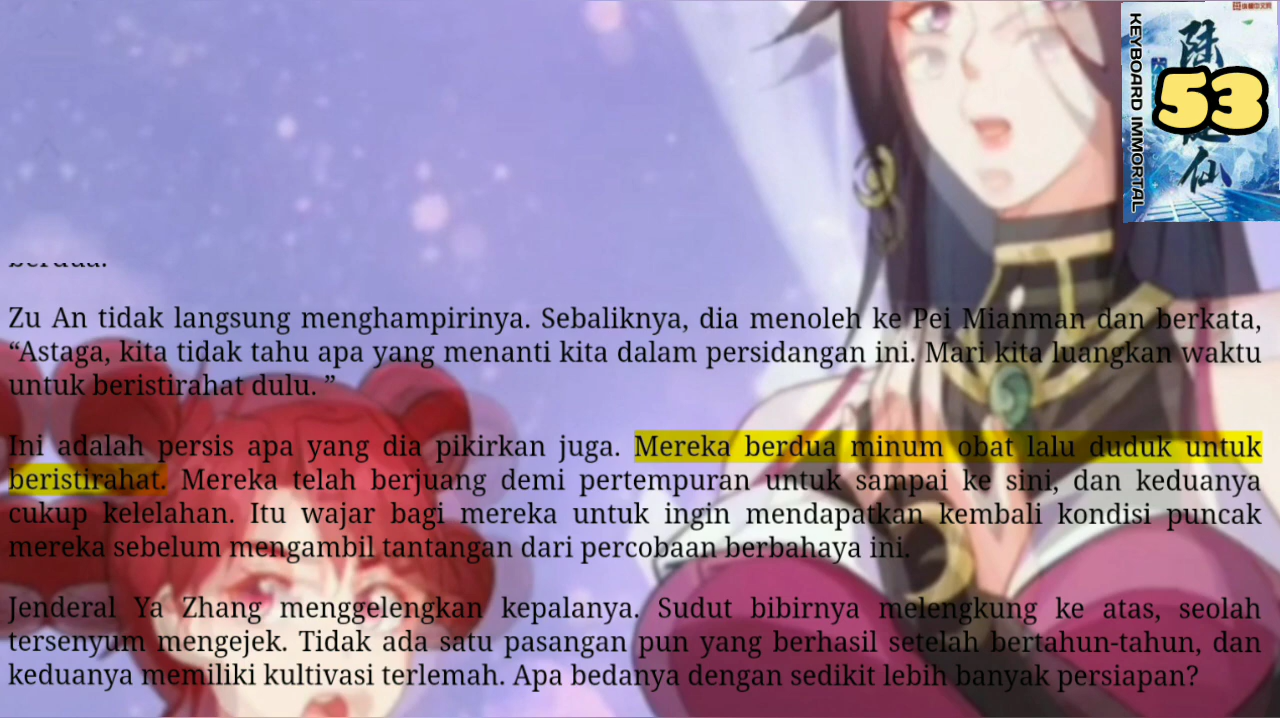 KEYBOARD IMMORTAL
53
仙
Zu An tidak langsung menghampirinya. Sebaliknya, dia menoleh ke Pei Mianman dan berkata,
“Astaga, kita tidak tahu apa yang menanti kita dalam persidangan ini. Mari kita luangkan waktu
untuk beristirahat dulu. ”
Ini adalah persis apa yang dia pikirkan juga. Mereka berdua minum obat lalu duduk untuk
beristirahat. Mereka telah berjuang demi pertempuran untuk sampai ke sini, dan keduanya
cukup kelelahan. Itu wajar bagi mereka untuk ingin mendapatkan kembali kondisi puncak
mereka sebelum mengambil tantangan dari percobaan berbahaya ini.
Jenderal Ya Zhang menggelengkan kepalanya. Sudut bibirnya melengkung ke atas, seolah
tersenyum mengejek. Tidak ada satu pasangan pun yang berhasil setelah bertahun-tahun, dan
keduanya memiliki kultivasi terlemah. Apa bedanya dengan sedikit lebih banyak persiapan?